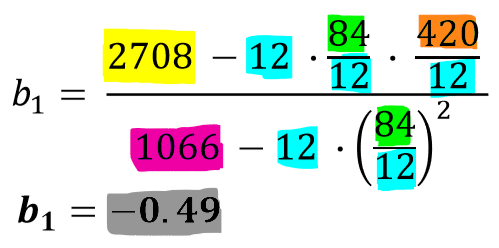 b₁ = (2708 − 12 · 84/12 · 420/12) / (1066 − 12 · (84/12)²)
b₁ = −0.49